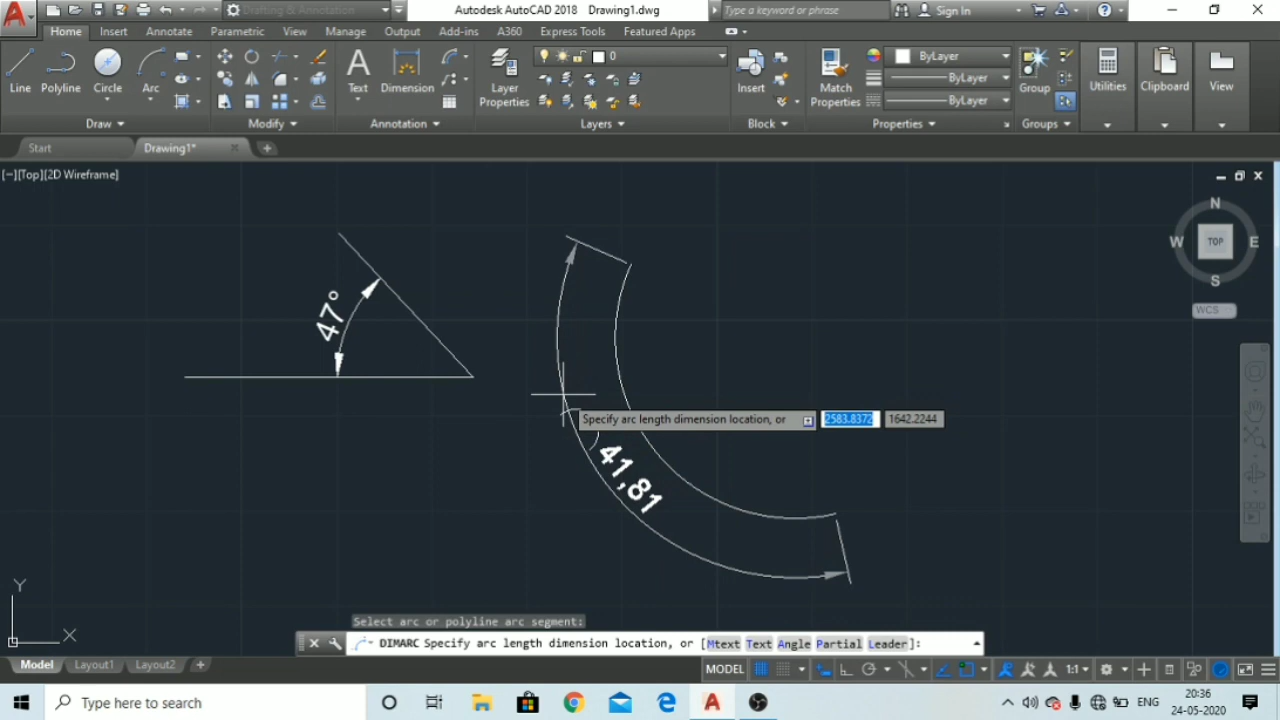 Drafting & Annotation
Autodesk AutoCAD 2018 Drawing1.dwg
Type a keyword or phrase
Sign In
Home Insert Annotate Parametric View Manage Output Add-ins A360 Express Tools Featured Apps
0
ByLayer
ByLayer
ByLayer
Line Polyline Circle Arc
Text Dimension
Layer Properties
Insert
Match Properties
Group
Utilities
Clipboard
View
Draw Modify Annotation Layers Block Properties Groups
Start Drawing1*
[−][Top][2D Wireframe]
N
W TOP E
S
WCS
47°
Specify arc length dimension location, or 2583.8372 1642.2244
41,81
Y
X
Select arc or polyline arc segment:
DIMARC Specify arc length dimension location, or [Mtext Text Angle Partial Leader]:
Model Layout1 Layout2
MODEL 1:1
Type here to search
ENG
20:36
24-05-2020